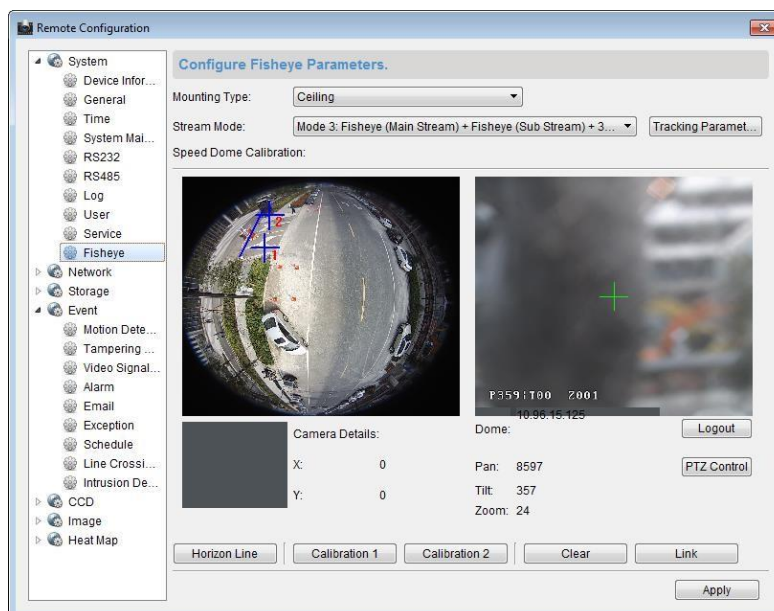 Remote Configuration
System
Device Infor...
General
Time
System Mai...
RS232
RS485
Log
User
Service
Fisheye
Network
Storage
Event
Motion Dete...
Tampering ...
Video Signal...
Alarm
Email
Exception
Schedule
Line Crossi...
Intrusion De...
CCD
Image
Heat Map
Configure Fisheye Parameters.
Mounting Type: Ceiling
Stream Mode: Mode 3: Fisheye (Main Stream) + Fisheye (Sub Stream) + 3... Tracking Paramet...
Speed Dome Calibration:
2
1
P359:T00 Z001
10.96.15.125
Camera Details:
X: 0
Y: 0
Dome: Logout
Pan: 8597 PTZ Control
Tilt: 357
Zoom: 24
Horizon Line Calibration 1 Calibration 2 Clear Link
Apply